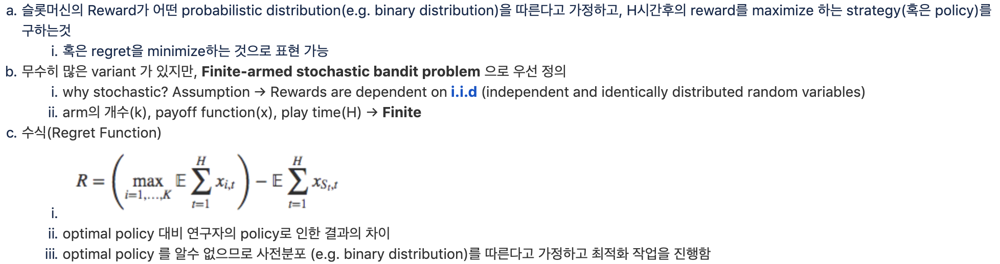 a. 슬롯머신의 Reward가 어떤 probabilistic distribution(e.g. binary distribution)을 따른다고 가정하고, H시간후의 reward를 maximize 하는 strategy(혹은 policy)를
구하는것
i. 혹은 regret을 minimize하는 것으로 표현 가능
b. 무수히 많은 variant 가 있지만, Finite-armed stochastic bandit problem 으로 우선 정의
i. why stochastic? Assumption → Rewards are dependent on i.i.d (independent and identically distributed random variables)
ii. arm의 개수(k), payoff function(x), play time(H) → Finite
c. 수식(Regret Function)
i. R = ( max_{i=1,…,K} 𝔼 ∑_{t=1}^{H} x_{i,t} ) − 𝔼 ∑_{t=1}^{H} x_{S_t,t}
ii. optimal policy 대비 연구자의 policy로 인한 결과의 차이
iii. optimal policy 를 알수 없으므로 사전분포 (e.g. binary distribution)를 따른다고 가정하고 최적화 작업을 진행함